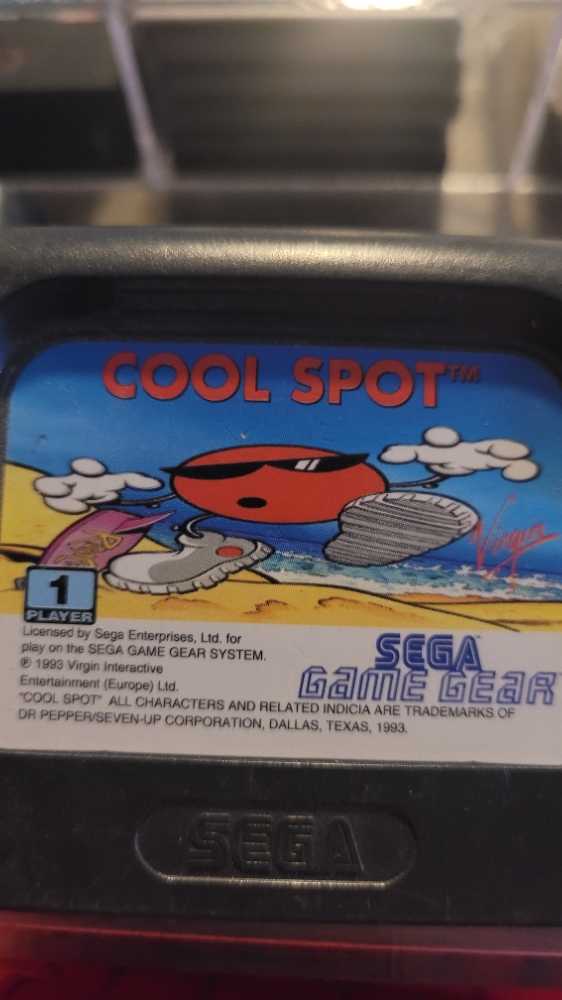 COOL SPOT™
Virgin
1
PLAYER
Licensed by Sega Enterprises, Ltd. for
play on the SEGA GAME GEAR SYSTEM.
℗ 1993 Virgin Interactive
Entertainment (Europe) Ltd.
"COOL SPOT" ALL CHARACTERS AND RELATED INDICIA ARE TRADEMARKS OF
DR PEPPER/SEVEN-UP CORPORATION, DALLAS, TEXAS, 1993.
SEGA™
GAME GEAR
SEGA